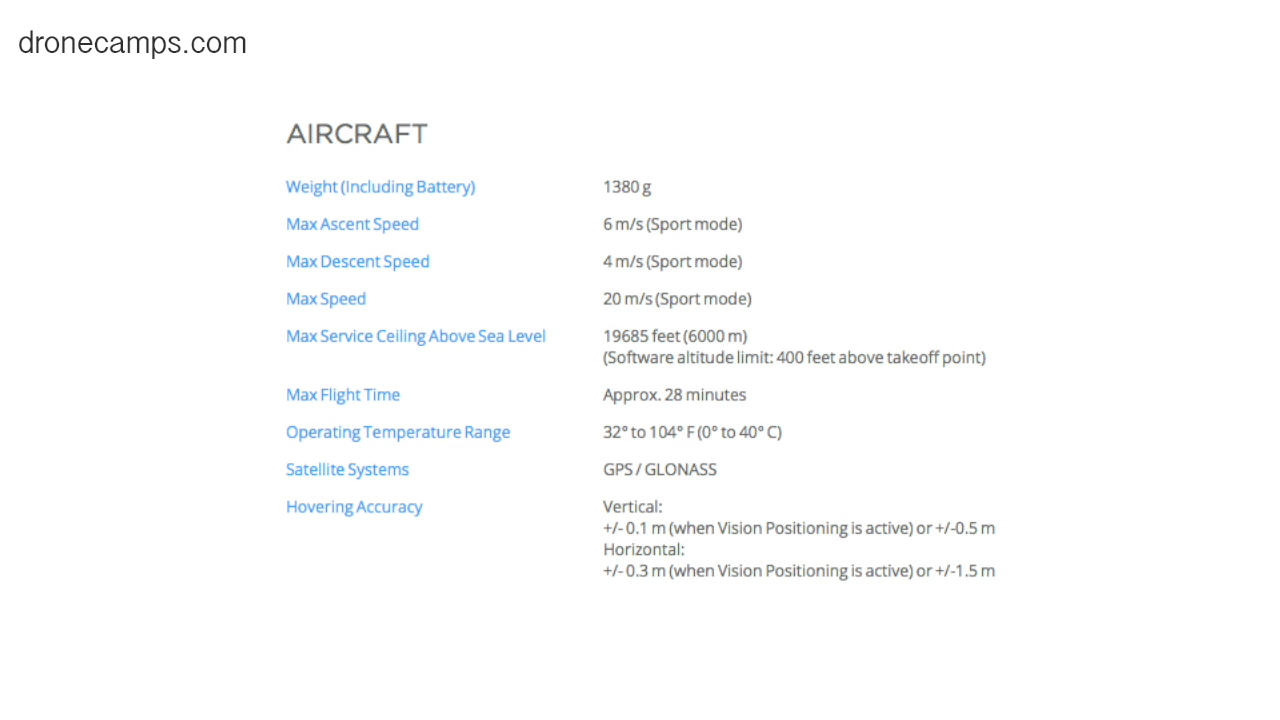 dronecamps.com
AIRCRAFT
Weight (Including Battery) 1380 g
Max Ascent Speed 6 m/s (Sport mode)
Max Descent Speed 4 m/s (Sport mode)
Max Speed 20 m/s (Sport mode)
Max Service Ceiling Above Sea Level 19685 feet (6000 m)
(Software altitude limit: 400 feet above takeoff point)
Max Flight Time Approx. 28 minutes
Operating Temperature Range 32° to 104° F (0° to 40° C)
Satellite Systems GPS / GLONASS
Hovering Accuracy Vertical:
+/- 0.1 m (when Vision Positioning is active) or +/-0.5 m
Horizontal:
+/- 0.3 m (when Vision Positioning is active) or +/-1.5 m